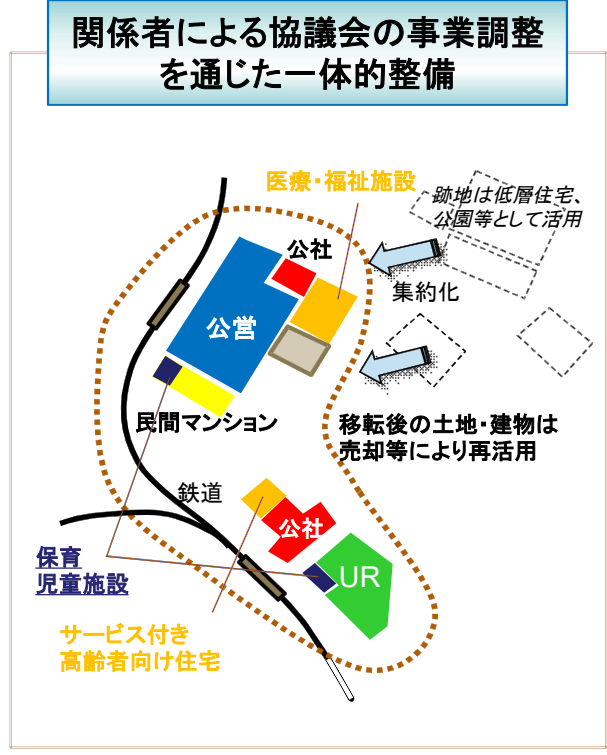 関係者による協議会の事業調整
を通じた一体的整備
医療・福祉施設
跡地は低層住宅、
公園等として活用
公社
集約化
公営
民間マンション
移転後の土地・建物は
売却等により再活用
鉄道
公社
保育
児童施設
UR
サービス付き
高齢者向け住宅